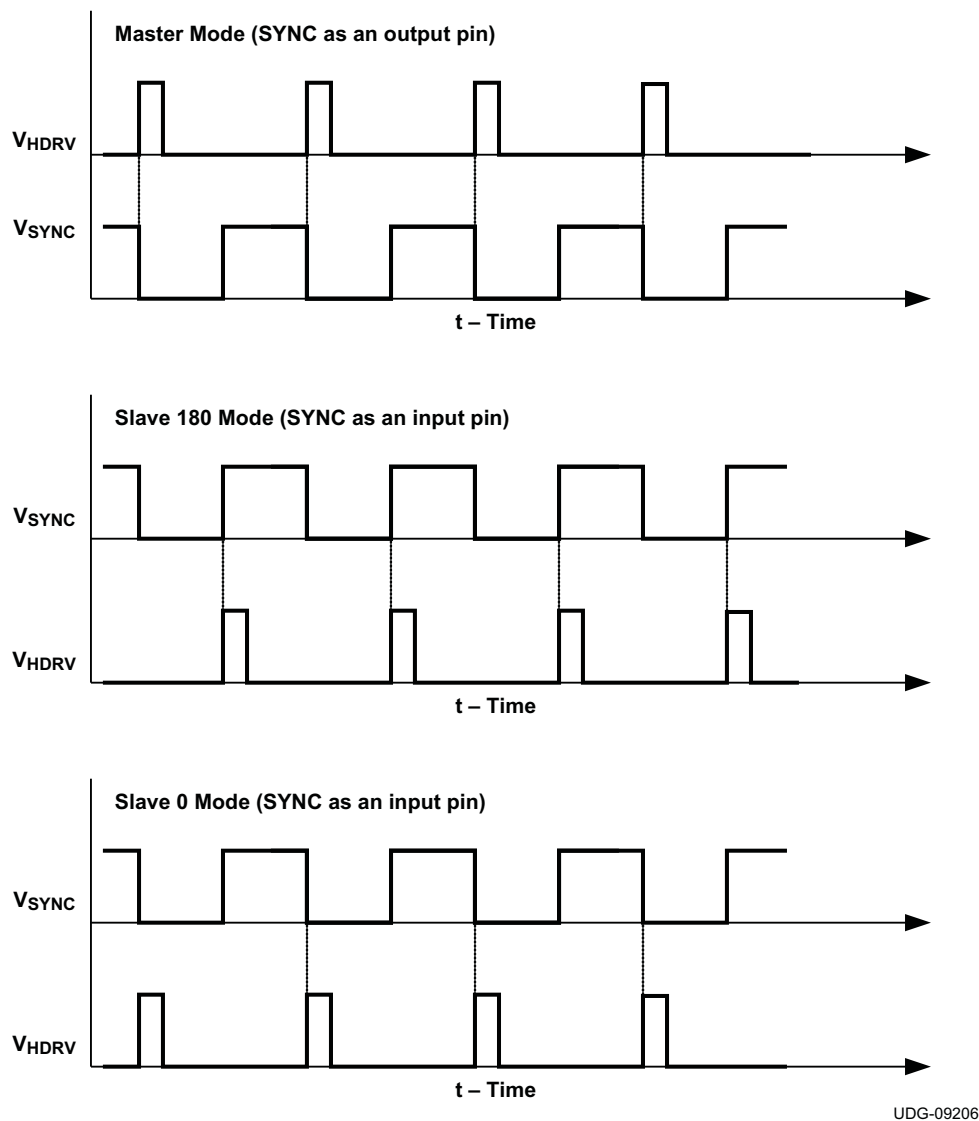 Master Mode (SYNC as an output pin)
VHDRV
VSYNC
t – Time
Slave 180 Mode (SYNC as an input pin)
VSYNC
VHDRV
t – Time
Slave 0 Mode (SYNC as an input pin)
VSYNC
VHDRV
t – Time
UDG-09206